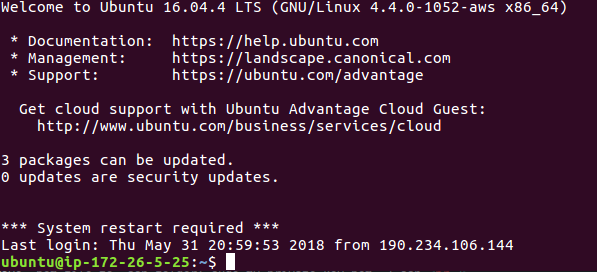 Welcome to Ubuntu 16.04.4 LTS (GNU/Linux 4.4.0-1052-aws x86_64)
* Documentation:  https://help.ubuntu.com
* Management:     https://landscape.canonical.com
* Support:        https://ubuntu.com/advantage
Get cloud support with Ubuntu Advantage Cloud Guest:
http://www.ubuntu.com/business/services/cloud
3 packages can be updated.
0 updates are security updates.
*** System restart required ***
Last login: Thu May 31 20:59:53 2018 from 190.234.106.144
ubuntu@ip-172-26-5-25:~$